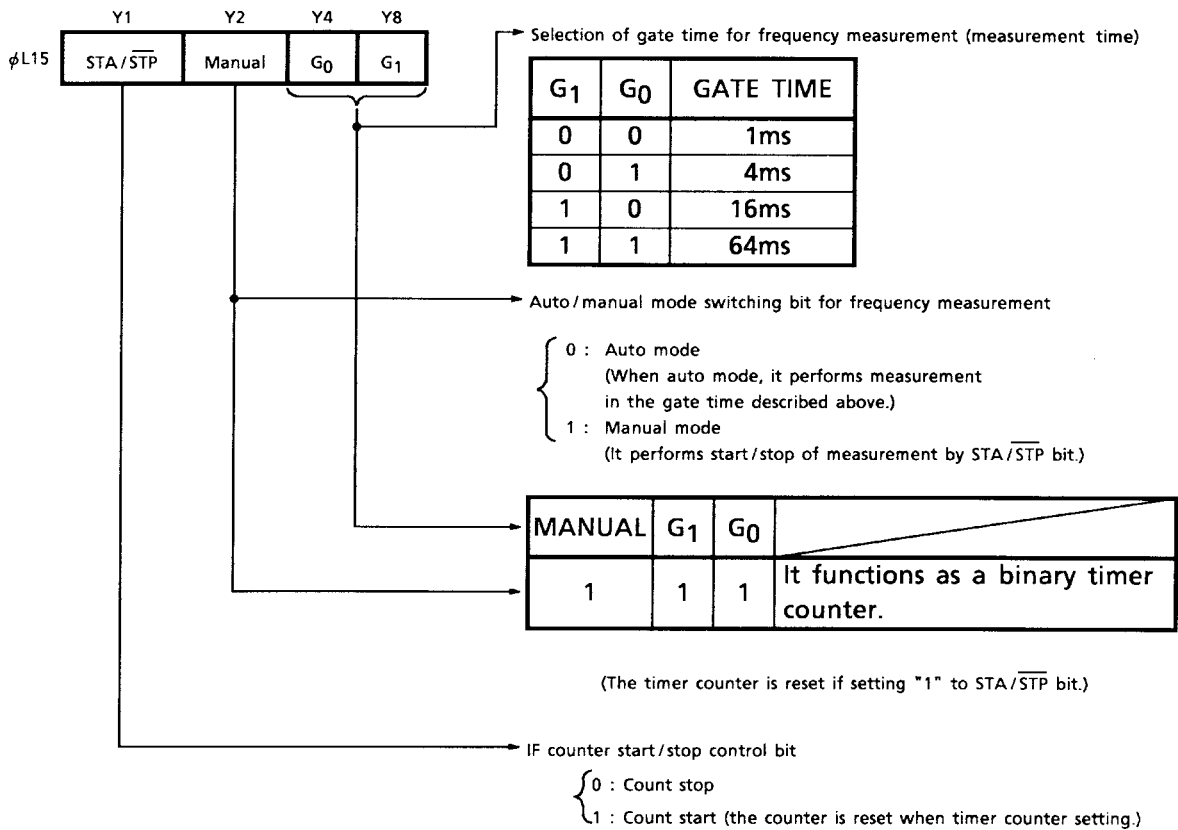 Y1 Y2 Y4 Y8
φL15 STA/S̅T̅P̅ Manual G₀ G₁
Selection of gate time for frequency measurement (measurement time)
G₁ G₀ GATE TIME
0 0 1ms
0 1 4ms
1 0 16ms
1 1 64ms
Auto/manual mode switching bit for frequency measurement
0 : Auto mode
(When auto mode, it performs measurement
in the gate time described above.)
1 : Manual mode
(It performs start/stop of measurement by STA/S̅T̅P̅ bit.)
MANUAL G₁ G₀
1 1 1 It functions as a binary timer
counter.
(The timer counter is reset if setting "1" to STA/S̅T̅P̅ bit.)
IF counter start/stop control bit
0 : Count stop
1 : Count start (the counter is reset when timer counter setting.)